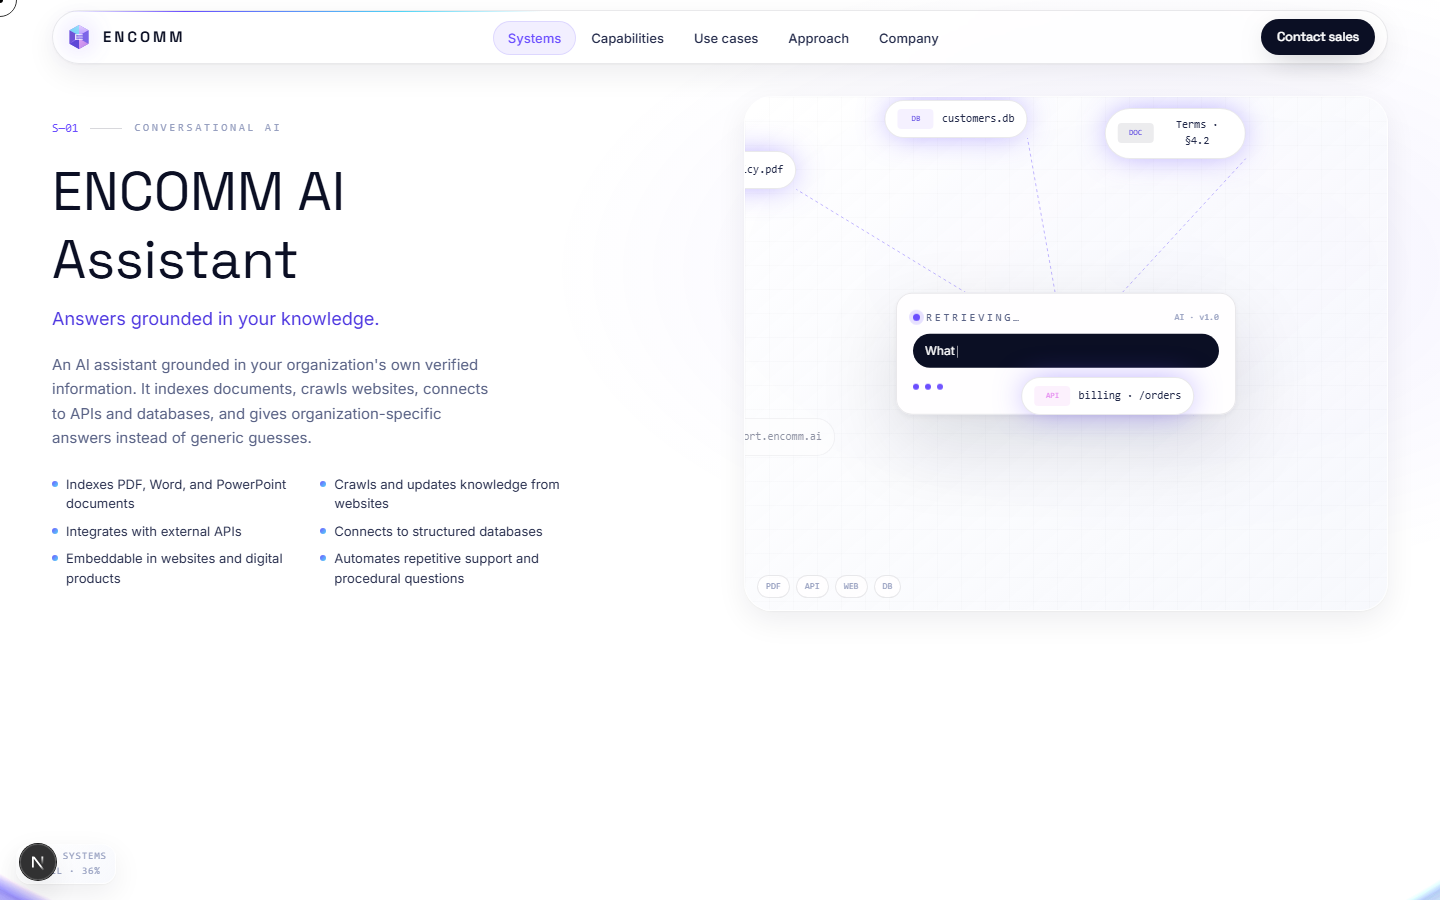 ENCOMM
Systems
Capabilities
Use cases
Approach
Company
Contact sales
S—01
CONVERSATIONAL AI
ENCOMM AI
Assistant
Answers grounded in your knowledge.
An AI assistant grounded in your organization's own verified
information. It indexes documents, crawls websites, connects
to APIs and databases, and gives organization-specific
answers instead of generic guesses.
Indexes PDF, Word, and PowerPoint
documents
Crawls and updates knowledge from
websites
Integrates with external APIs
Connects to structured databases
Embeddable in websites and digital
products
Automates repetitive support and
procedural questions
DB
customers.db
DOC
Terms ·
§4.2
cy.pdf
RETRIEVING…
AI · v1.0
What
API
billing · /orders
ort.encomm.ai
PDF
API
WEB
DB
N
SYSTEMS
L · 36%